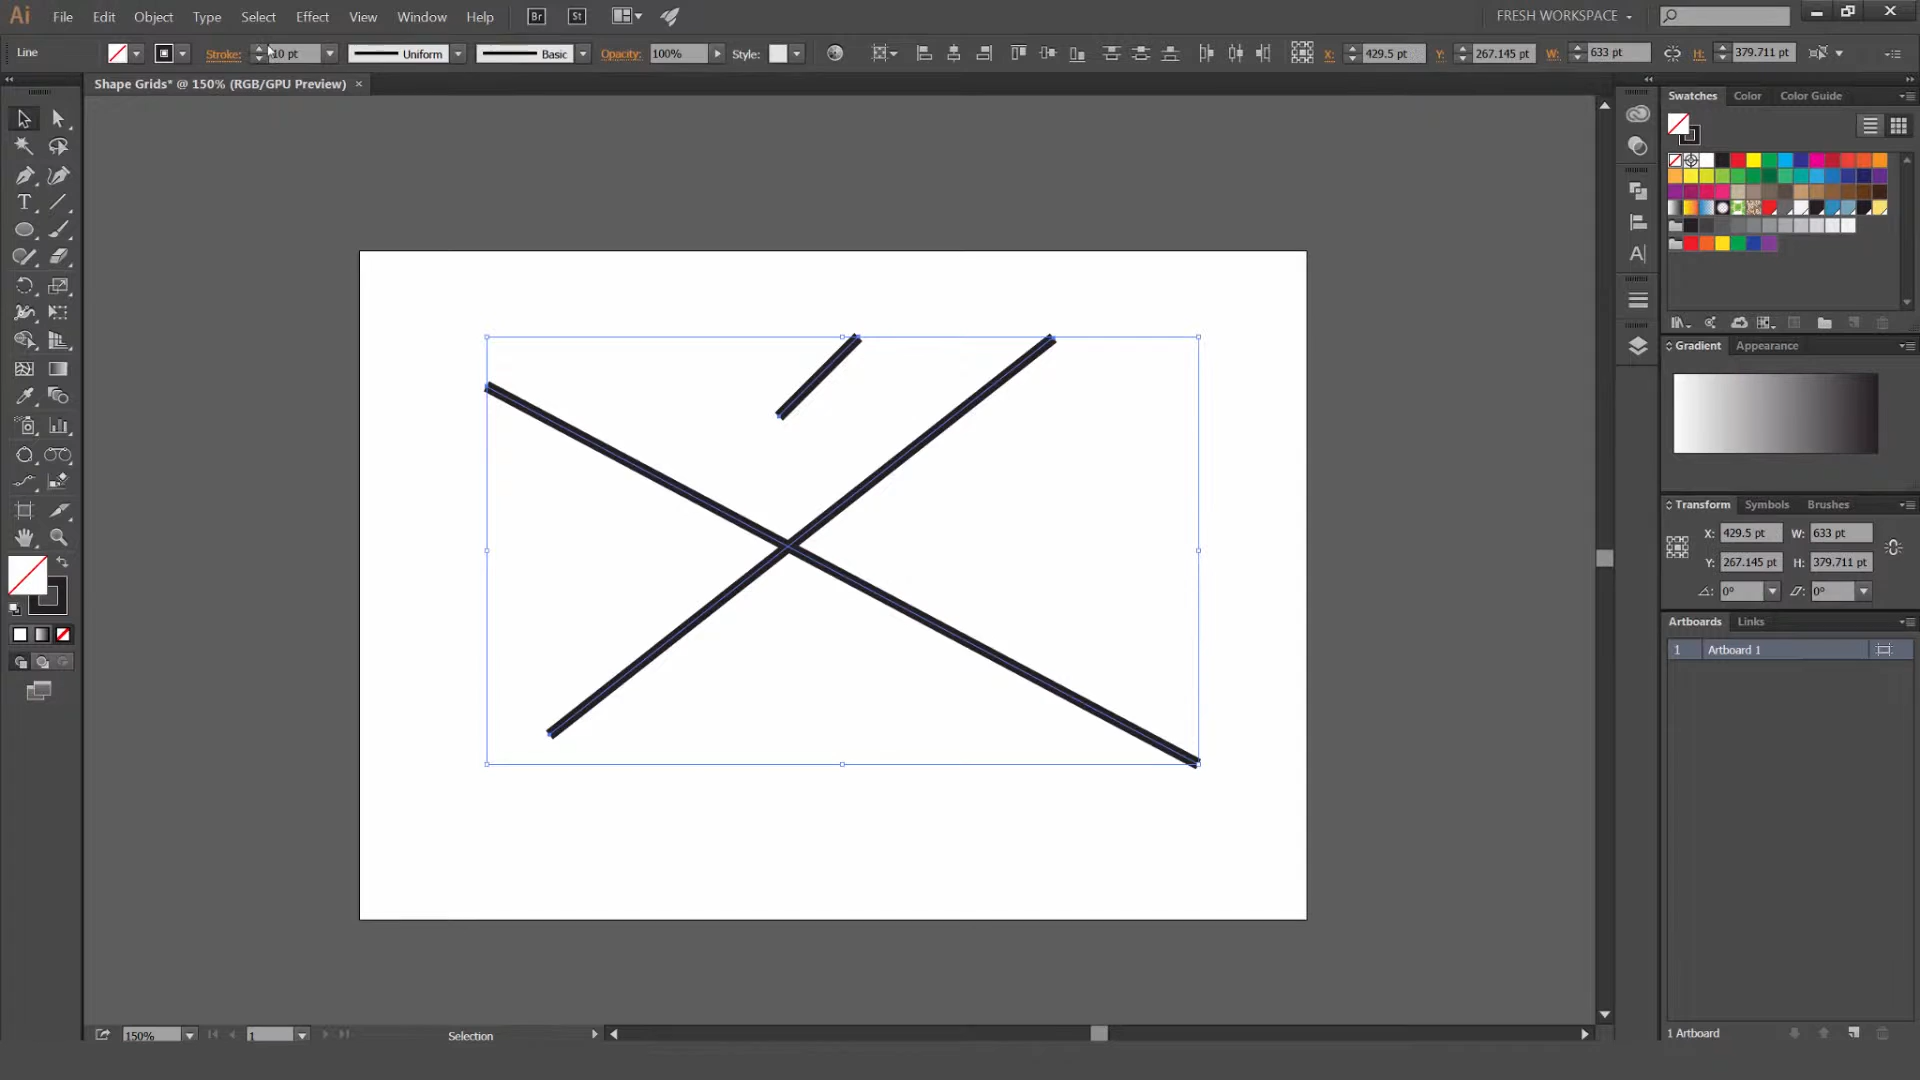 Ai File Edit Object Type Select Effect View Window Help Br St FRESH WORKSPACE
Line Stroke: 10 pt Uniform Basic Opacity: 100% Style: X: 429.5 pt Y: 267.145 pt W: 633 pt H: 379.711 pt
Shape Grids* @ 150% (RGB/GPU Preview) ×
Swatches Color Color Guide
Gradient Appearance
Transform Symbols Brushes
X: 429.5 pt W: 633 pt
Y: 267.145 pt H: 379.711 pt
0° 0°
Artboards Links
1 Artboard 1
1 Artboard
150% 1 Selection